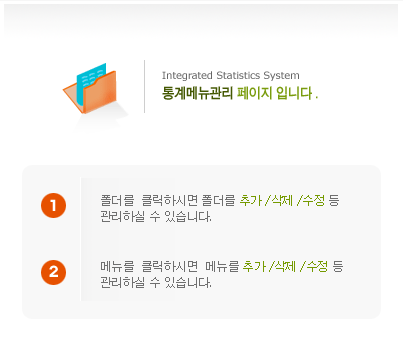 Integrated Statistics System
통계메뉴관리 페이지 입니다 .
1
폴더를 클릭하시면 폴더를 추가 /삭제 /수정 등
관리하실 수 있습니다.
2
메뉴를 클릭하시면 메뉴를 추가 /삭제 /수정 등
관리하실 수 있습니다.